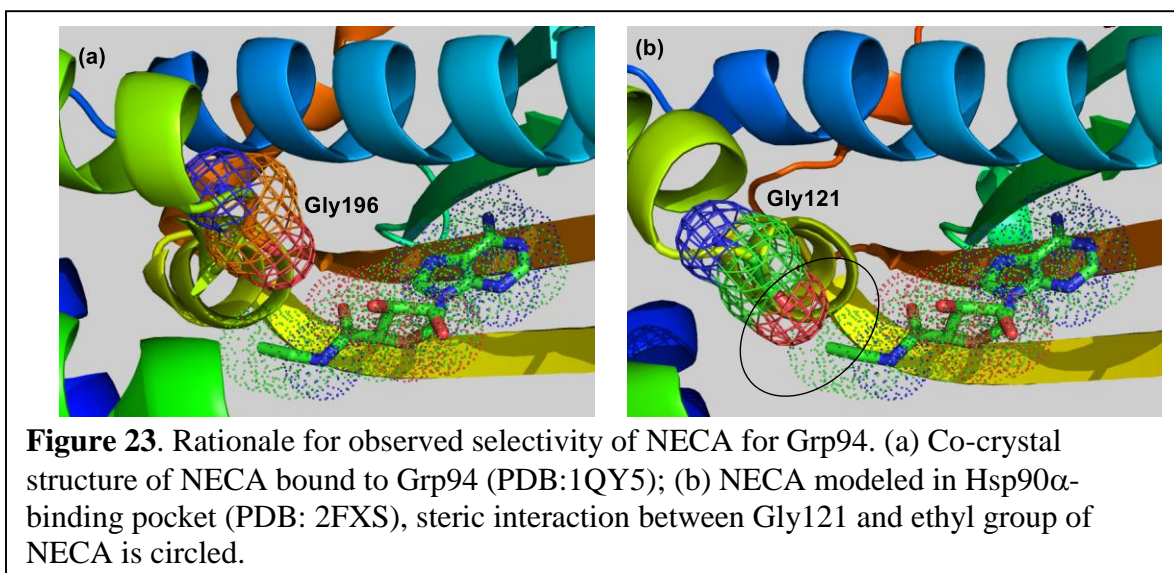 (a)
Gly196
(b)
Gly121
Figure 23. Rationale for observed selectivity of NECA for Grp94. (a) Co-crystal
structure of NECA bound to Grp94 (PDB:1QY5); (b) NECA modeled in Hsp90α-
binding pocket (PDB: 2FXS), steric interaction between Gly121 and ethyl group of
NECA is circled.